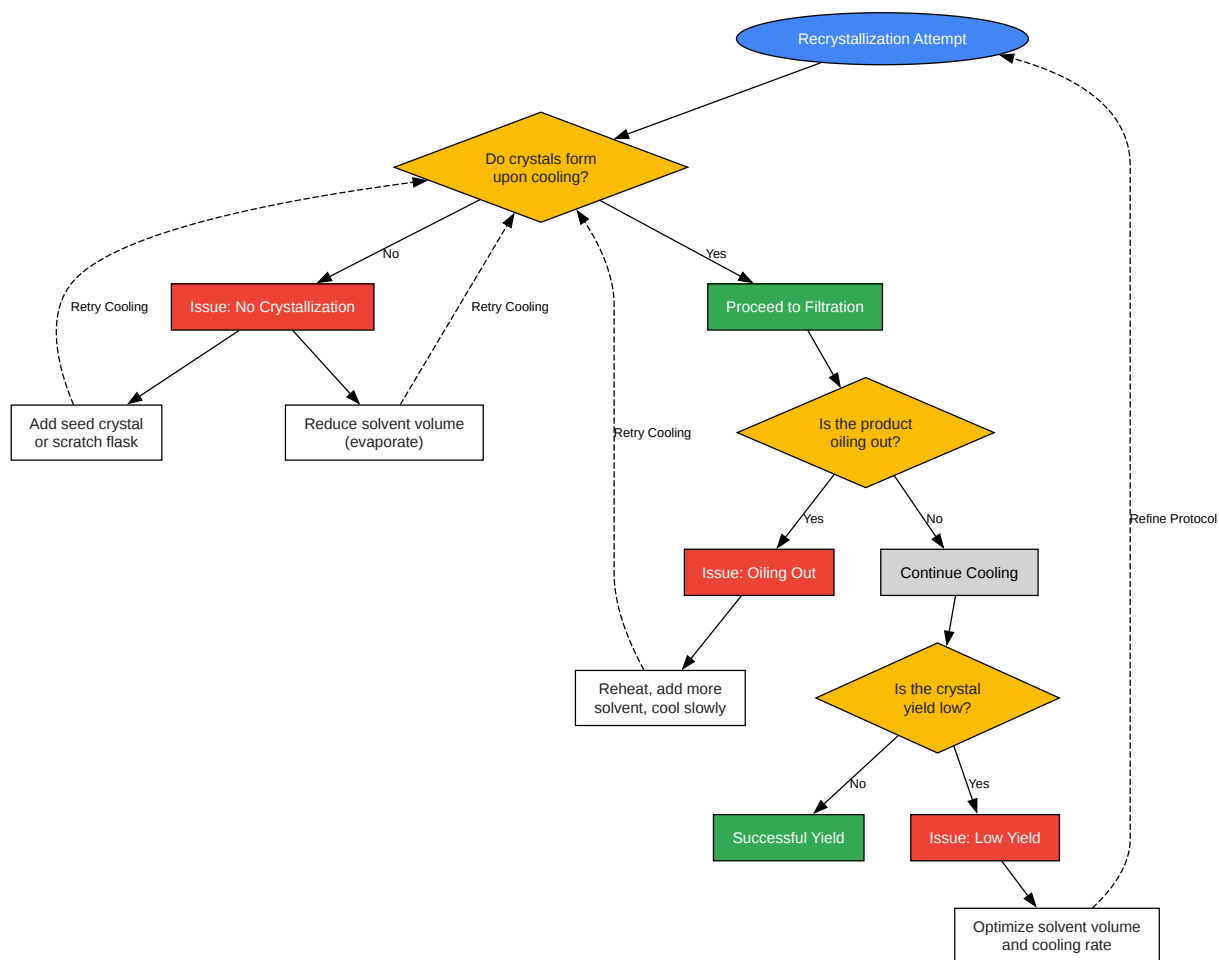 Recrystallization Attempt
Do crystals form
upon cooling?
No
Yes
Issue: No Crystallization
Retry Cooling
Retry Cooling
Proceed to Filtration
Add seed crystal
or scratch flask
Reduce solvent volume
(evaporate)
Retry Cooling
Is the product
oiling out?
Yes
No
Refine Protocol
Issue: Oiling Out
Continue Cooling
Reheat, add more
solvent, cool slowly
Is the crystal
yield low?
No
Yes
Successful Yield
Issue: Low Yield
Optimize solvent volume
and cooling rate